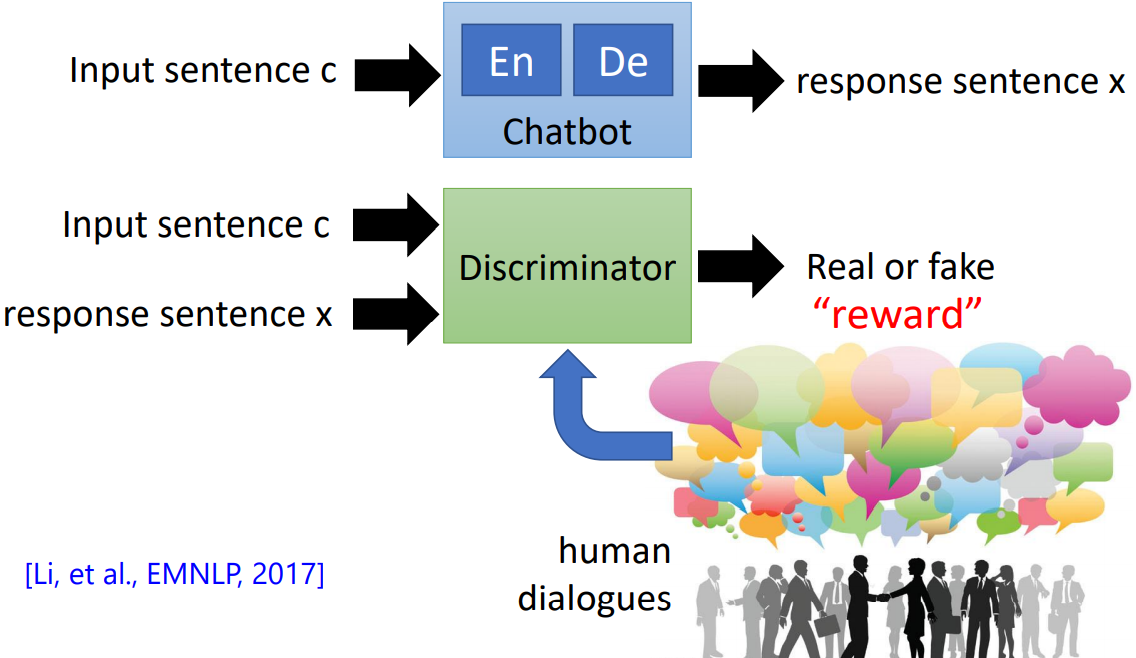 Input sentence c
En
De
Chatbot
response sentence x
Input sentence c
response sentence x
Discriminator
Real or fake
“reward”
human
dialogues
[Li, et al., EMNLP, 2017]